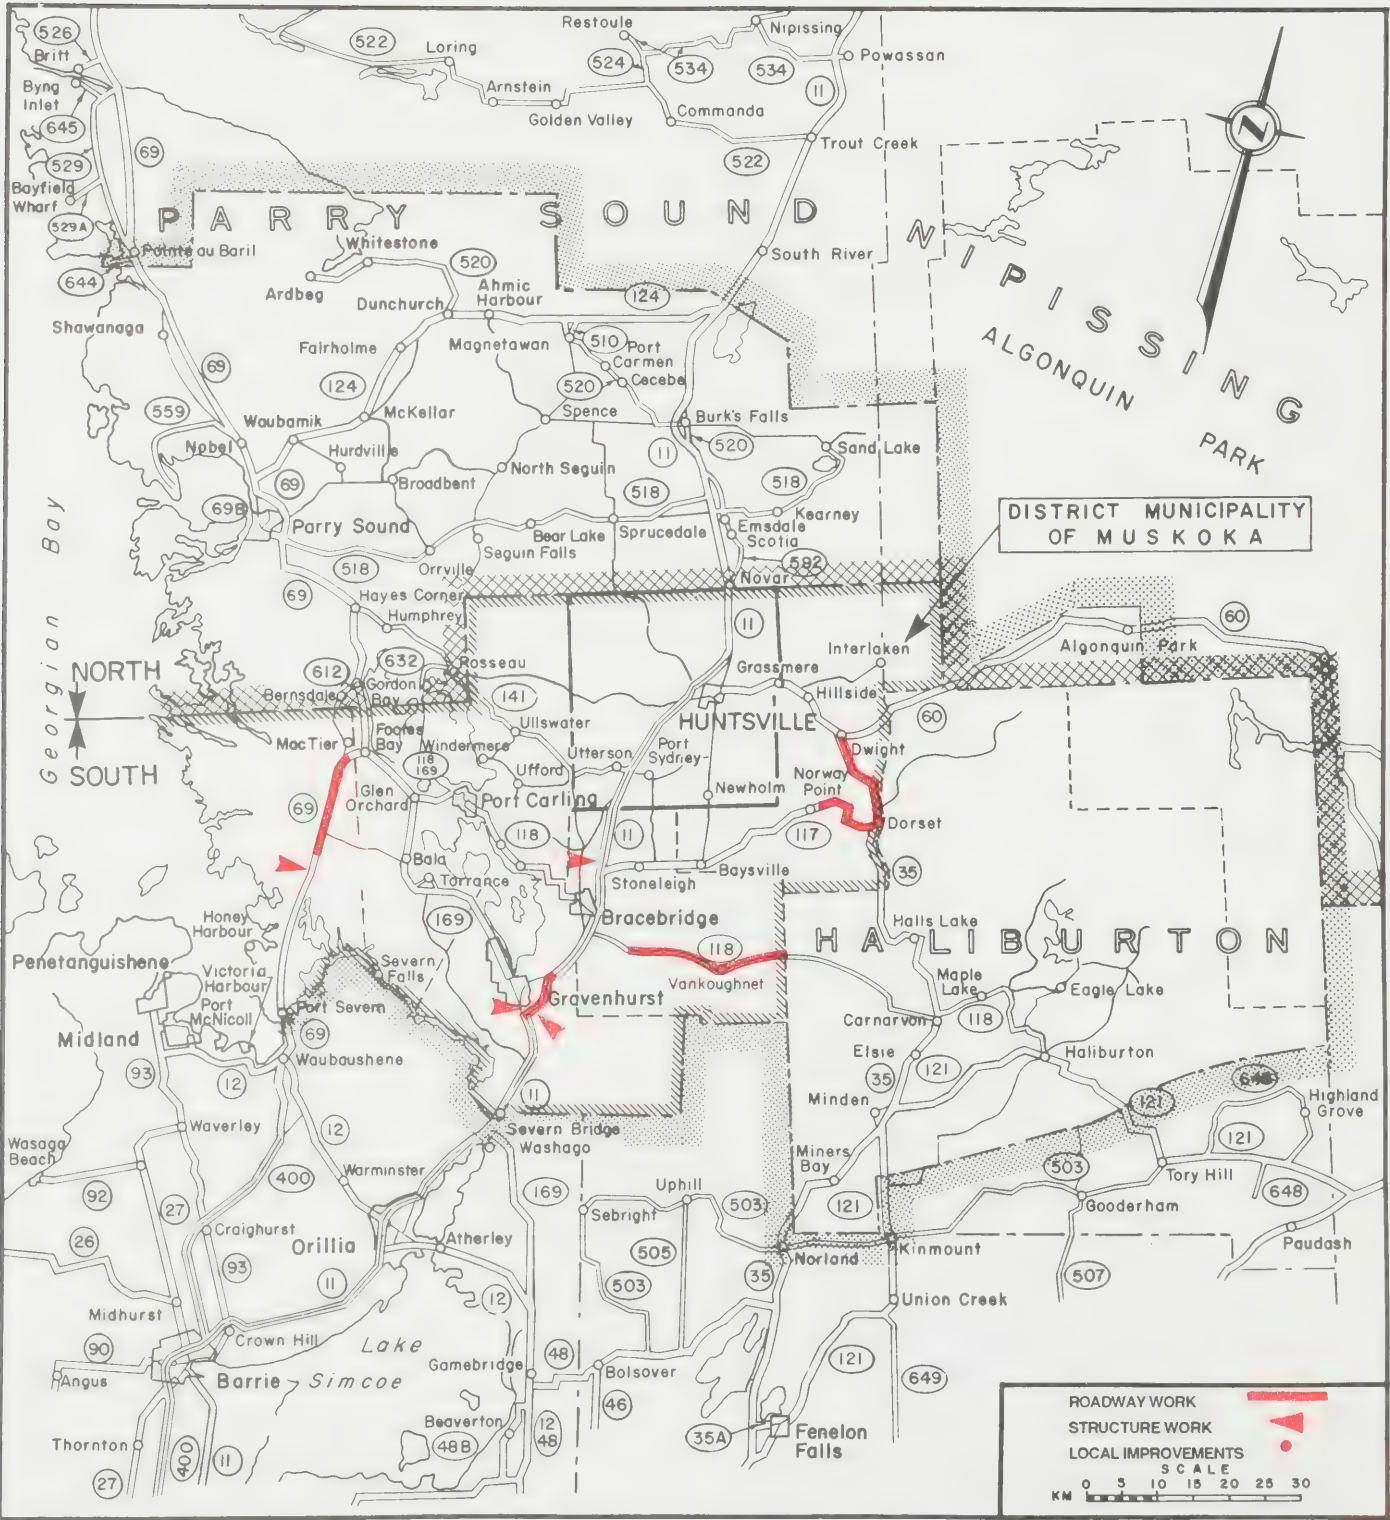 526
Britt
Byng
Inlet
645
529
Bayfield
Wharf
529A
69
522
Loring
Arnstein
Golden Valley
Restoule
524
534
Nipissing
534
Powassan
11
Commanda
522
Trout Creek
PARRY SOUND
NIPISSING
ALGONQUIN
PARK
N
Pointe au Baril
644
Whitestone
520
Ardbeg
Dunchurch
Ahmic
Harbour
124
South River
Shawanaga
Fairholme
Magnetawan
510
Port
Carmen
Cecebe
520
69
124
559
Waubamik
McKellar
Spence
Burk's Falls
520
Nobel
Hurdville
11
Sand Lake
69
Broadbent
North Seguin
518
518
69B
Parry Sound
Bear Lake
Sprucedale
Emsdale
Scotia
Kearney
DISTRICT MUNICIPALITY
OF MUSKOKA
Seguin Falls
518
Orrville
592
Novar
Georgian Bay
69
Hayes Corner
Humphrey
11
Interlaken
60
Algonquin Park
NORTH
SOUTH
612
632
Rosseau
Grassmere
Bernsdale
Gordon
Bay
141
Hillside
HUNTSVILLE
60
MacTier
Footes
Bay
Windermere
Ullswater
Utterson
Port
Sydney
Dwight
118
169
Ufford
Norway
Point
69
Glen
Orchard
Port Carling
Newholm
118
11
117
Dorset
Bala
Torrance
Stoneleigh
Baysville
35
Honey
Harbour
169
Bracebridge
Halls Lake
HALIBURTON
Penetanguishene
Victoria
Harbour
Severn
Falls
118
Vankoughnet
Maple
Lake
Eagle Lake
Port
McNicoll
Port Severn
Gravenhurst
118
Midland
69
Carnarvon
Waubaushene
Elsie
121
Haliburton
93
12
35
11
Minden
121
648
Highland
Grove
Waverley
12
Severn Bridge
Washago
Miners
Bay
121
Wasaga
Beach
400
Warminster
503
Tory Hill
92
27
169
Uphill
503
121
648
Sebright
Gooderham
26
Craighurst
Orillia
Atherley
505
Paudash
93
11
503
35
Norland
Kinmount
507
12
Midhurst
Union Creek
Crown Hill
Lake
Simcoe
90
Angus
Barrie
Gamebridge
48
Bolsover
121
649
46
Beaverton
48B
12
48
35A
Fenelon
Falls
Thornton
27
400
11
ROADWAY WORK
STRUCTURE WORK
LOCAL IMPROVEMENTS
SCALE
KM 0 5 10 15 20 25 30